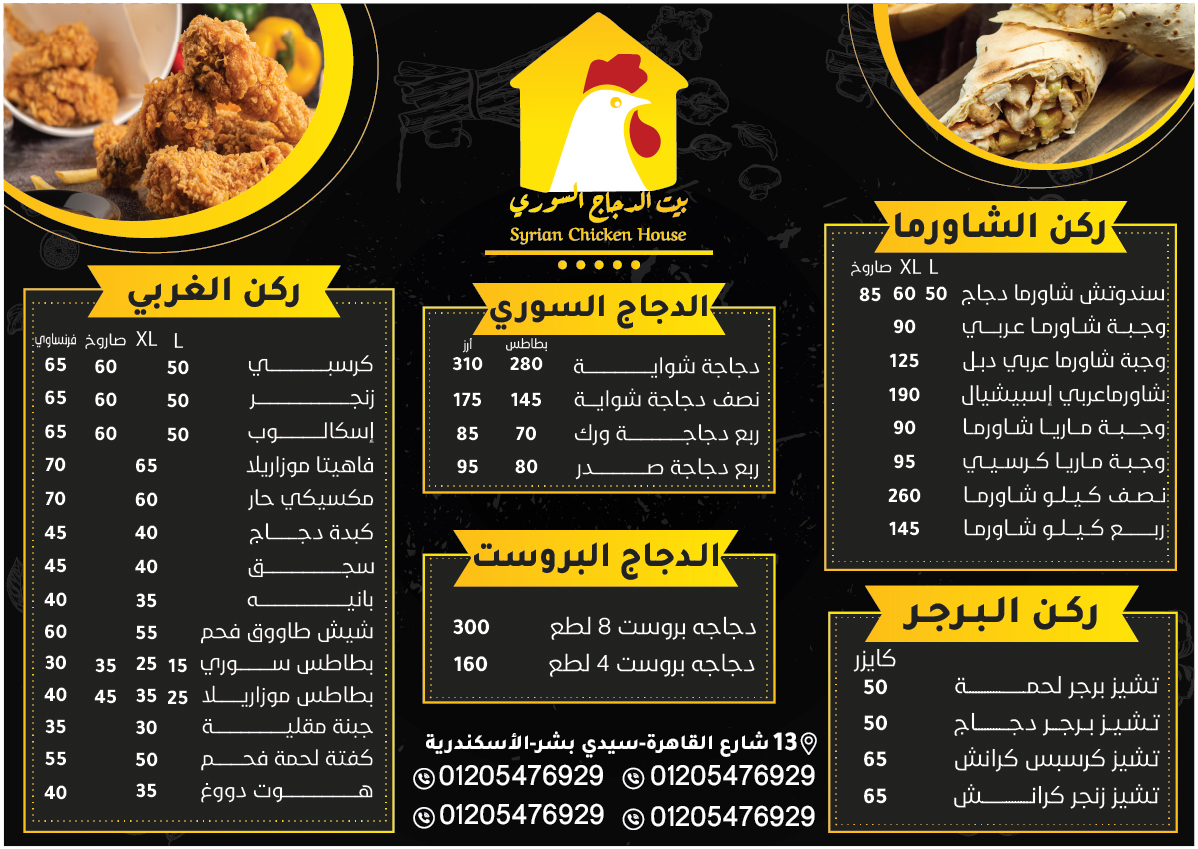 بيت الدجاج السوري
Syrian Chicken House
ركن الشاورما
صاروخ XL L
سندوتش شاورما دجاج 50 60 85
وجبة شاورما عربي 90
وجبة شاورما عربي دبل 125
شاورماعربي إسبيشيال 190
وجبة ماريا شاورما 90
وجبة ماريا كرسبي 95
نصف كيلو شاورما 260
ربع كيلو شاورما 145
ركن البرجر
كايزر
تشيز برجر لحمة 50
تشيز برجر دجاج 50
تشيز كرسبس كرانش 65
تشيز زنجر كرانش 65
الدجاج السوري
بطاطس أرز
دجاجة شواية 280 310
نصف دجاجة شواية 145 175
ربع دجاجة ورك 70 85
ربع دجاجة صدر 80 95
الدجاج البروست
دجاجه بروست 8 لطع 300
دجاجه بروست 4 لطع 160
13 شارع القاهرة-سيدي بشر-الأسكندرية
01205476929 01205476929
01205476929 01205476929
ركن الغربي
L XL صاروخ فرنساوي
كرسبي 50 60 65
زنجر 50 60 65
إسكالوب 50 60 65
فاهيتا موزاريلا 65 70
مكسيكي حار 60 70
كبدة دجاج 40 45
سجق 40 45
بانيه 35 40
شيش طاووق فحم 55 60
بطاطس سوري 15 25 35 30
بطاطس موزاريلا 25 35 45 40
جبنة مقلية 30 35
كفتة لحمة فحم 50 55
هوت دووغ 35 40